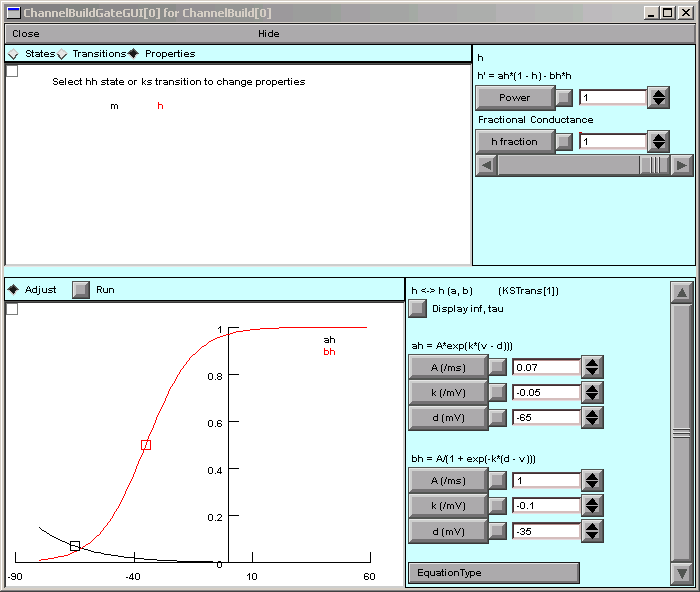 ChannelBuildGateGUI[0] for ChannelBuild[0]
Close Hide
States Transitions Properties
Select hh state or ks transition to change properties
m h
h
h' = ah*(1 - h) - bh*h
Power 1
Fractional Conductance
h fraction 1
Adjust Run
1
0.8
0.6
0.4
0.2
0
-90 -40 10 60
ah
bh
h <-> h (a, b) (KSTrans[1])
Display inf, tau
ah = A*exp(k*(v - d)))
A (/ms) 0.07
k (/mV) -0.05
d (mV) -65
bh = A/(1 + exp(-k*(d - v)))
A (/ms) 1
k (/mV) -0.1
d (mV) -35
EquationType